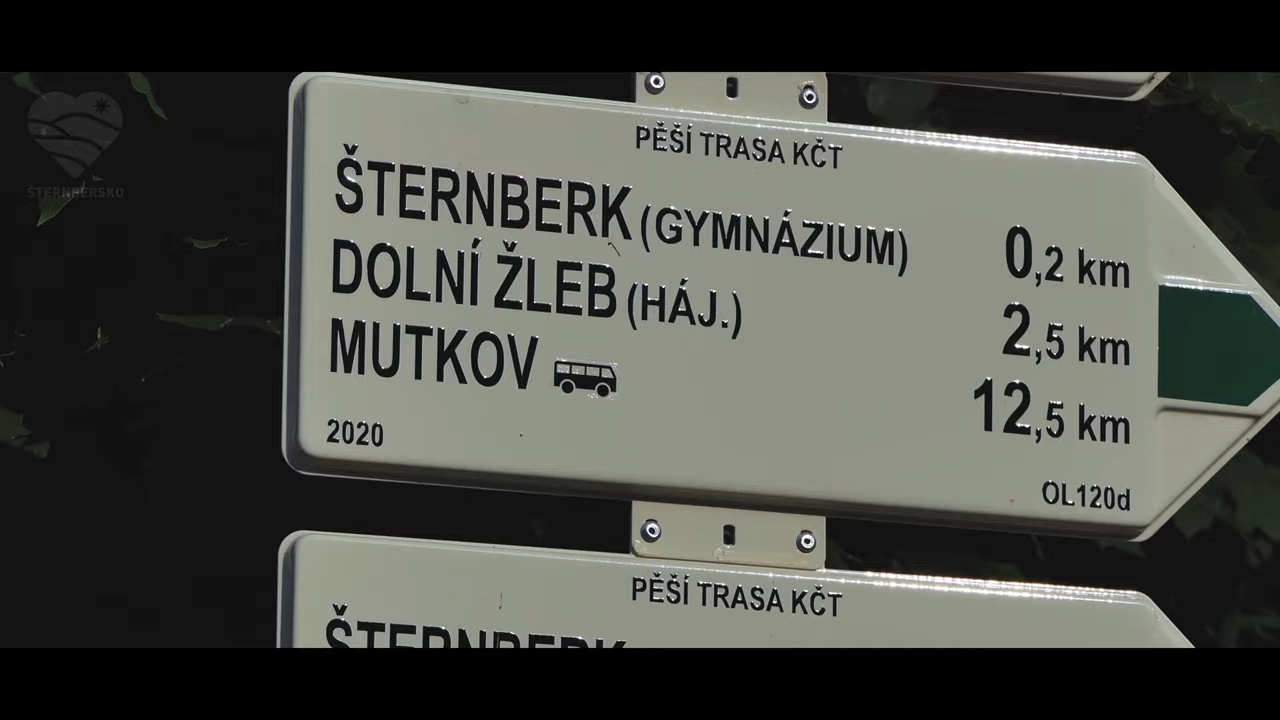 ŠTERNBERSKO
PĚŠÍ TRASA KČT
ŠTERNBERK (GYMNÁZIUM) 0,2 km
DOLNÍ ŽLEB (HÁJ.) 2,5 km
MUTKOV 12,5 km
2020
OL120d
PĚŠÍ TRASA KČT
ŠTERNBERK